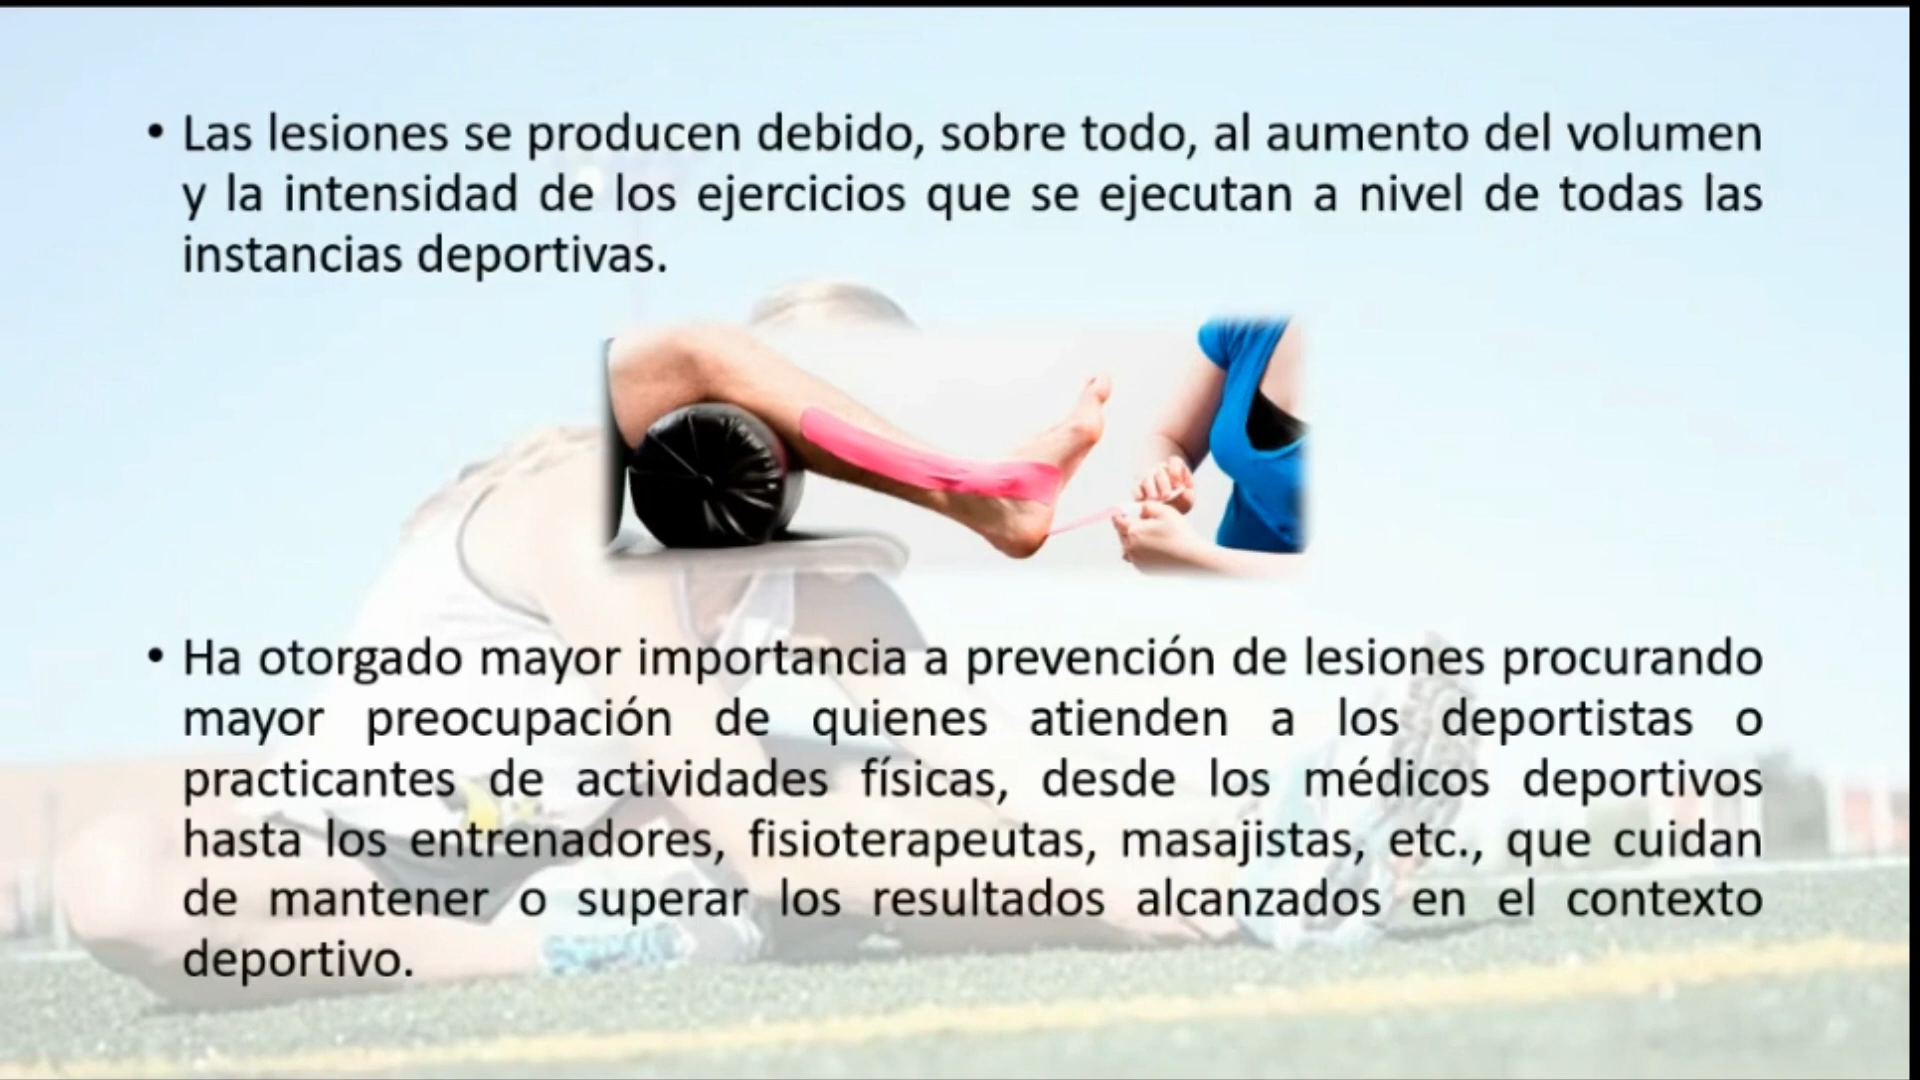 • Las lesiones se producen debido, sobre todo, al aumento del volumen
y la intensidad de los ejercicios que se ejecutan a nivel de todas las
instancias deportivas.
• Ha otorgado mayor importancia a prevención de lesiones procurando
mayor preocupación de quienes atienden a los deportistas o
practicantes de actividades físicas, desde los médicos deportivos
hasta los entrenadores, fisioterapeutas, masajistas, etc., que cuidan
de mantener o superar los resultados alcanzados en el contexto
deportivo.